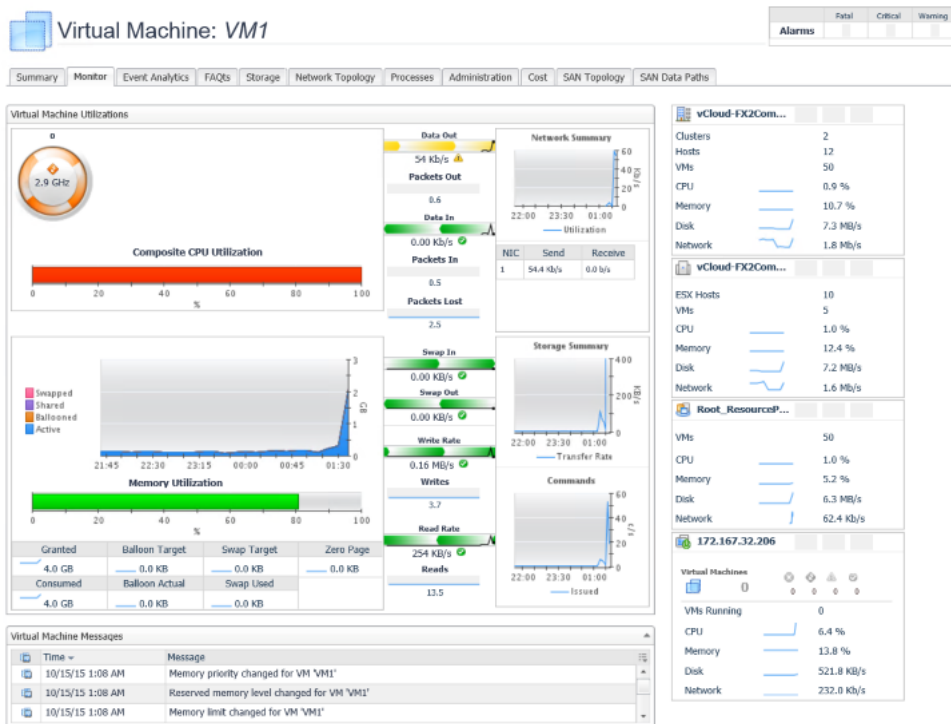 Virtual Machine: VM1
Fatal Critical Warning
Alarms
Summary Monitor Event Analytics FAQts Storage Network Topology Processes Administration Cost SAN Topology SAN Data Paths
Virtual Machine Utilizations
0
2.9 GHz
Composite CPU Utilization
0 20 40 60 80 100
%
Data Out
54 Kb/s
Packets Out
0.6
Data In
0.00 Kb/s
Packets In
0.5
Packets Lost
2.5
Network Summary
60
40
20
0
Kb/s
22:00 23:30 01:00
Utilization
NIC Send Receive
1 54.4 Kb/s 0.0 b/s
Swapped
Shared
Ballooned
Active
3
2
1
0
GB
21:45 22:30 23:15 00:00 00:45 01:30
Memory Utilization
0 20 40 60 80 100
%
Granted Balloon Target Swap Target Zero Page
4.0 GB 0.0 KB 0.0 KB 0.0 KB
Consumed Balloon Actual Swap Used
4.0 GB 0.0 KB 0.0 KB
Swap In
0.00 KB/s
Swap Out
0.00 KB/s
Write Rate
0.16 MB/s
Writes
3.7
Read Rate
254 KB/s
Reads
13.5
Storage Summary
400
200
0
KB/s
22:00 23:30 01:00
Transfer Rate
Commands
60
40
20
0
/s
22:00 23:30 01:00
Issued
Virtual Machine Messages
Time Message
10/15/15 1:08 AM Memory priority changed for VM 'VM1'
10/15/15 1:08 AM Reserved memory level changed for VM 'VM1'
10/15/15 1:08 AM Memory limit changed for VM 'VM1'
vCloud-FX2Com...
Clusters 2
Hosts 12
VMs 50
CPU 0.9 %
Memory 10.7 %
Disk 7.3 MB/s
Network 1.8 Mb/s
vCloud-FX2Com...
ESX Hosts 10
VMs 5
CPU 1.0 %
Memory 12.4 %
Disk 7.2 MB/s
Network 1.6 Mb/s
Root_ResourceP...
VMs 50
CPU 1.0 %
Memory 5.2 %
Disk 6.3 MB/s
Network 62.4 Kb/s
172.167.32.206
Virtual Machines
0 0 0 0 0
VMs Running 0
CPU 6.4 %
Memory 13.8 %
Disk 521.8 KB/s
Network 232.0 Kb/s